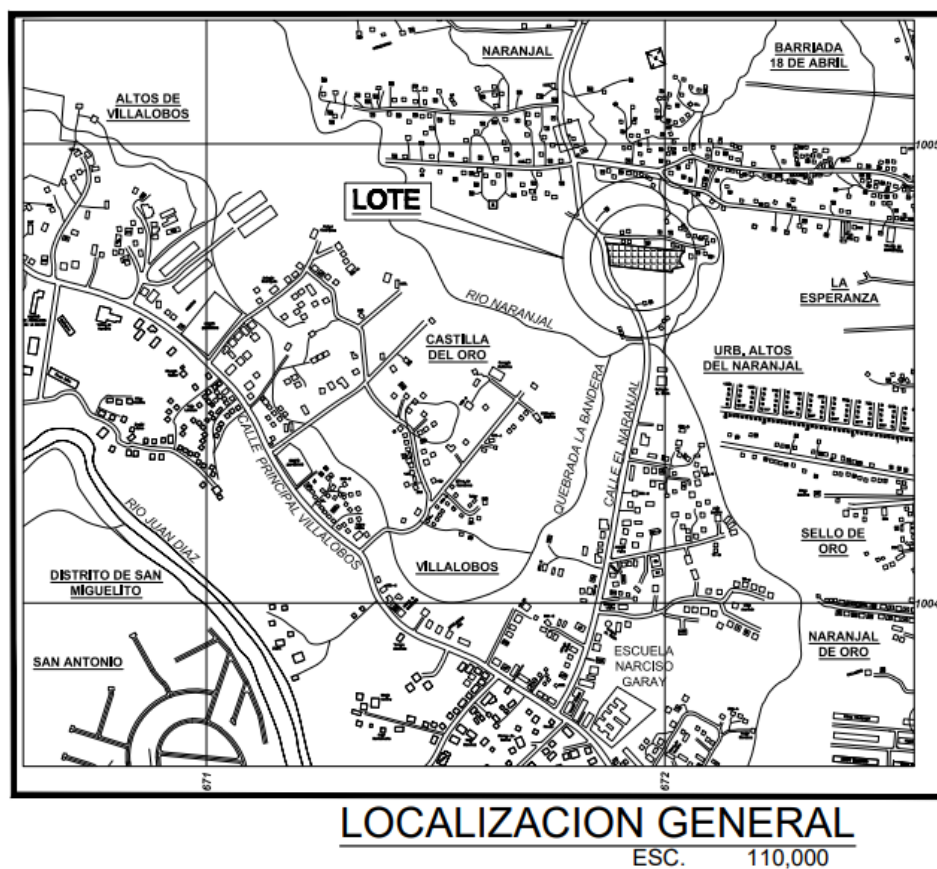 NARANJAL
BARRIADA
18 DE ABRIL
ALTOS DE
VILLALOBOS
1005
LOTE
LA
ESPERANZA
RIO NARANJAL
CASTILLA
DEL ORO
URB. ALTOS
DEL NARANJAL
QUEBRADA LA BANDERA
CALLE EL NARANJAL
CALLE PRINCIPAL VILLALOBOS
RIO JUAN DIAZ
SELLO DE
ORO
VILLALOBOS
DISTRITO DE SAN
MIGUELITO
1004
NARANJAL
DE ORO
SAN ANTONIO
ESCUELA
NARCISO
GARAY
671
672
LOCALIZACION GENERAL
ESC. 110,000